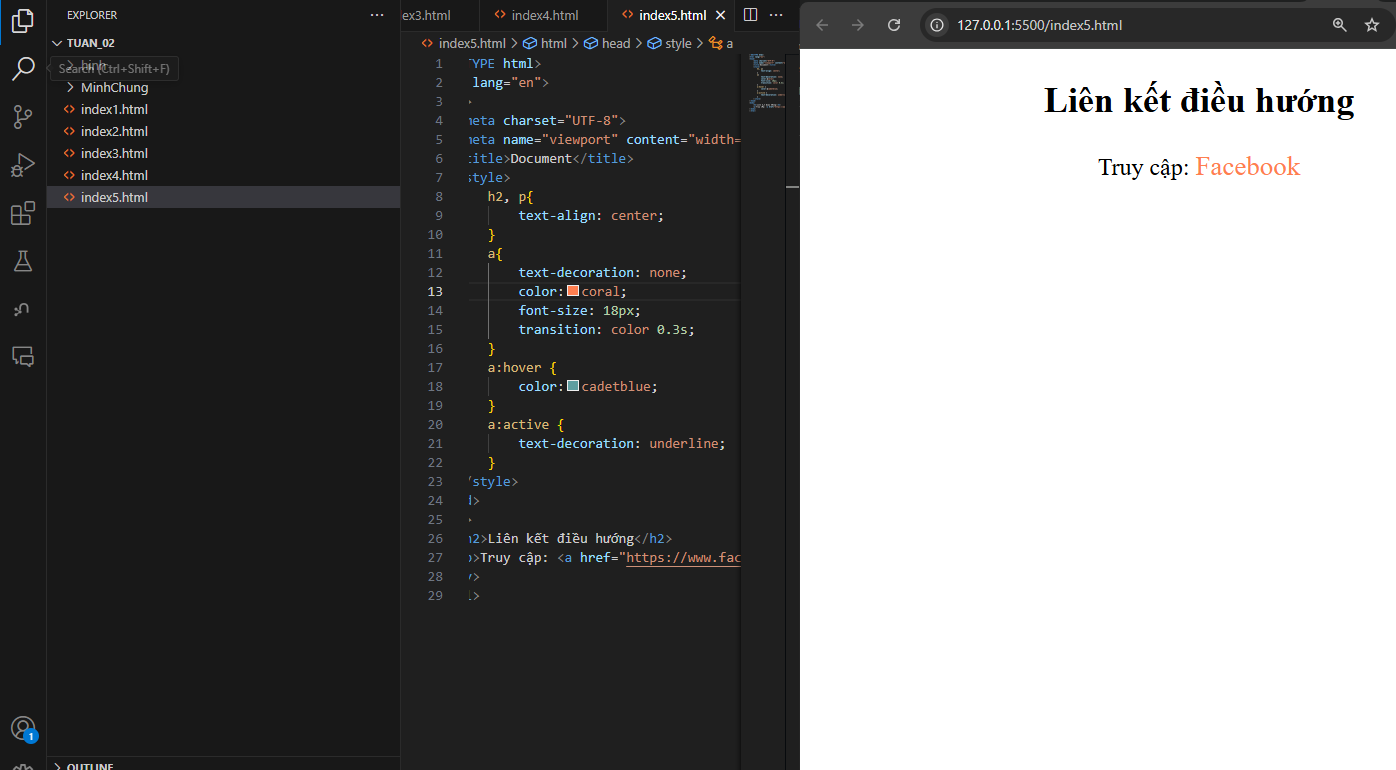 EXPLORER
TUAN_02
hinh
Search (Ctrl+Shift+F)
MinhChung
index1.html
index2.html
index3.html
index4.html
index5.html
1
OUTLINE
ex3.html
index4.html
index5.html
index5.html > html > head > style > a
1 TYPE html>
2 lang="en">
3 >
4 meta charset="UTF-8">
5 meta name="viewport" content="width=
6 title>Document</title>
7 style>
8 h2, p{
9 text-align: center;
10 }
11 a{
12 text-decoration: none;
13 color: coral;
14 font-size: 18px;
15 transition: color 0.3s;
16 }
17 a:hover {
18 color: cadetblue;
19 }
20 a:active {
21 text-decoration: underline;
22 }
23 /style>
24 d>
25 >
26 h2>Liên kết điều hướng</h2>
27 p>Truy cập: <a href="https://www.fac
28 y>
29 l>
127.0.0.1:5500/index5.html
Liên kết điều hướng
Truy cập: Facebook